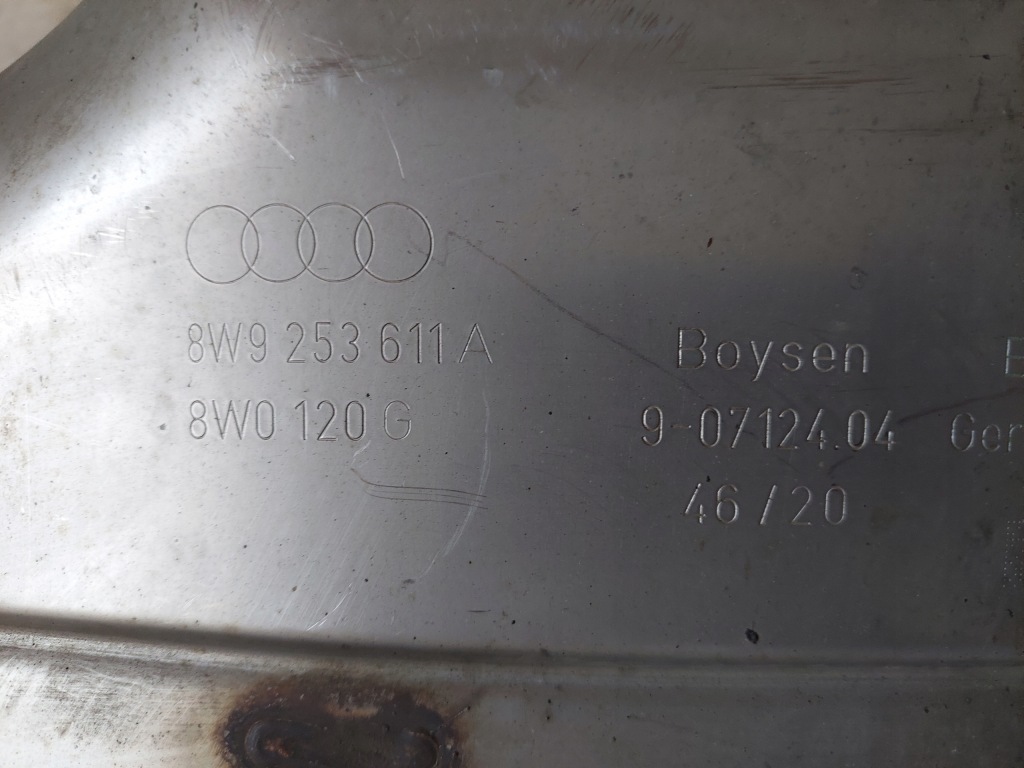 8W9 253 611 A
8W0 120 G
Boysen
9-07124.04
46/20